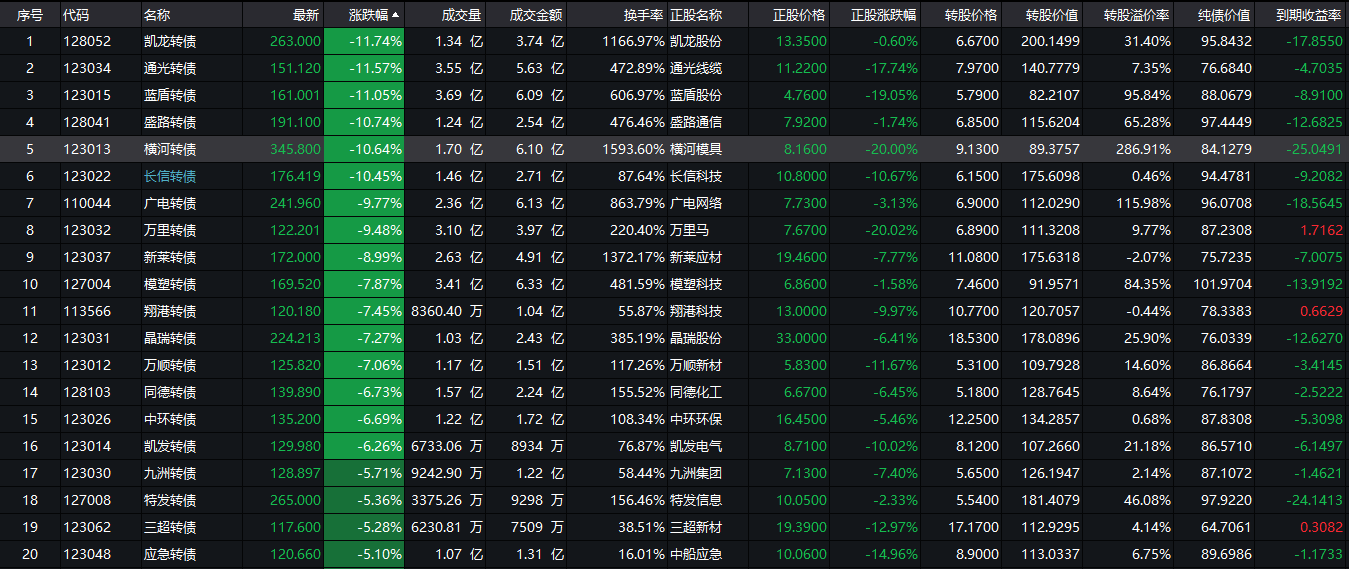 序号 代码 名称 最新 涨跌幅 成交量 成交金额 换手率 正股名称 正股价格 正股涨跌幅 转股价格 转股价值 转股溢价率 纯债价值 到期收益率
1 128052 凯龙转债 263.000 -11.74% 1.34 亿 3.74 亿 1166.97% 凯龙股份 13.3500 -0.60% 6.6700 200.1499 31.40% 95.8432 -17.8550
2 123034 通光转债 151.120 -11.57% 3.55 亿 5.63 亿 472.89% 通光线缆 11.2200 -17.74% 7.9700 140.7779 7.35% 76.6840 -4.7035
3 123015 蓝盾转债 161.001 -11.05% 3.69 亿 6.09 亿 606.97% 蓝盾股份 4.7600 -19.05% 5.7900 82.2107 95.84% 88.0679 -8.9100
4 128041 盛路转债 191.100 -10.74% 1.24 亿 2.54 亿 476.46% 盛路通信 7.9200 -1.74% 6.8500 115.6204 65.28% 97.4449 -12.6825
5 123013 横河转债 345.800 -10.64% 1.70 亿 6.10 亿 1593.60% 横河模具 8.1600 -20.00% 9.1300 89.3757 286.91% 84.1279 -25.0491
6 123022 长信转债 176.419 -10.45% 1.46 亿 2.71 亿 87.64% 长信科技 10.8000 -10.67% 6.1500 175.6098 0.46% 94.4781 -9.2082
7 110044 广电转债 241.960 -9.77% 2.36 亿 6.13 亿 863.79% 广电网络 7.7300 -3.13% 6.9000 112.0290 115.98% 96.0708 -18.5645
8 123032 万里转债 122.201 -9.48% 3.10 亿 3.97 亿 220.40% 万里马 7.6700 -20.02% 6.8900 111.3208 9.77% 87.2308 1.7162
9 123037 新莱转债 172.000 -8.99% 2.63 亿 4.91 亿 1372.17% 新莱应材 19.4600 -7.77% 11.0800 175.6318 -2.07% 75.7235 -7.0075
10 127004 模塑转债 169.520 -7.87% 3.41 亿 6.33 亿 481.59% 模塑科技 6.8600 -1.58% 7.4600 91.9571 84.35% 101.9704 -13.9192
11 113566 翔港转债 120.180 -7.45% 8360.40 万 1.04 亿 55.87% 翔港科技 13.0000 -9.97% 10.7700 120.7057 -0.44% 78.3383 0.6629
12 123031 晶瑞转债 224.213 -7.27% 1.03 亿 2.43 亿 385.19% 晶瑞股份 33.0000 -6.41% 18.5300 178.0896 25.90% 76.0339 -12.6270
13 123012 万顺转债 125.820 -7.06% 1.17 亿 1.51 亿 117.26% 万顺新材 5.8300 -11.67% 5.3100 109.7928 14.60% 86.8664 -3.4145
14 128103 同德转债 139.890 -6.73% 1.57 亿 2.24 亿 155.52% 同德化工 6.6700 -6.45% 5.1800 128.7645 8.64% 76.1797 -2.5222
15 123026 中环转债 135.200 -6.69% 1.22 亿 1.72 亿 108.34% 中环环保 16.4500 -5.46% 12.2500 134.2857 0.68% 87.8308 -5.3098
16 123014 凯发转债 129.980 -6.26% 6733.06 万 8934 万 76.87% 凯发电气 8.7100 -10.02% 8.1200 107.2660 21.18% 86.5710 -6.1497
17 123030 九洲转债 128.897 -5.71% 9242.90 万 1.22 亿 58.44% 九洲集团 7.1300 -7.40% 5.6500 126.1947 2.14% 87.1072 -1.4621
18 127008 特发转债 265.000 -5.36% 3375.26 万 9298 万 156.46% 特发信息 10.0500 -2.33% 5.5400 181.4079 46.08% 97.9220 -24.1413
19 123062 三超转债 117.600 -5.28% 6230.81 万 7509 万 38.51% 三超新材 19.3900 -12.97% 17.1700 112.9295 4.14% 64.7061 0.3082
20 123048 应急转债 120.660 -5.10% 1.07 亿 1.31 亿 16.01% 中船应急 10.0600 -14.96% 8.9000 113.0337 6.75% 89.6986 -1.1733